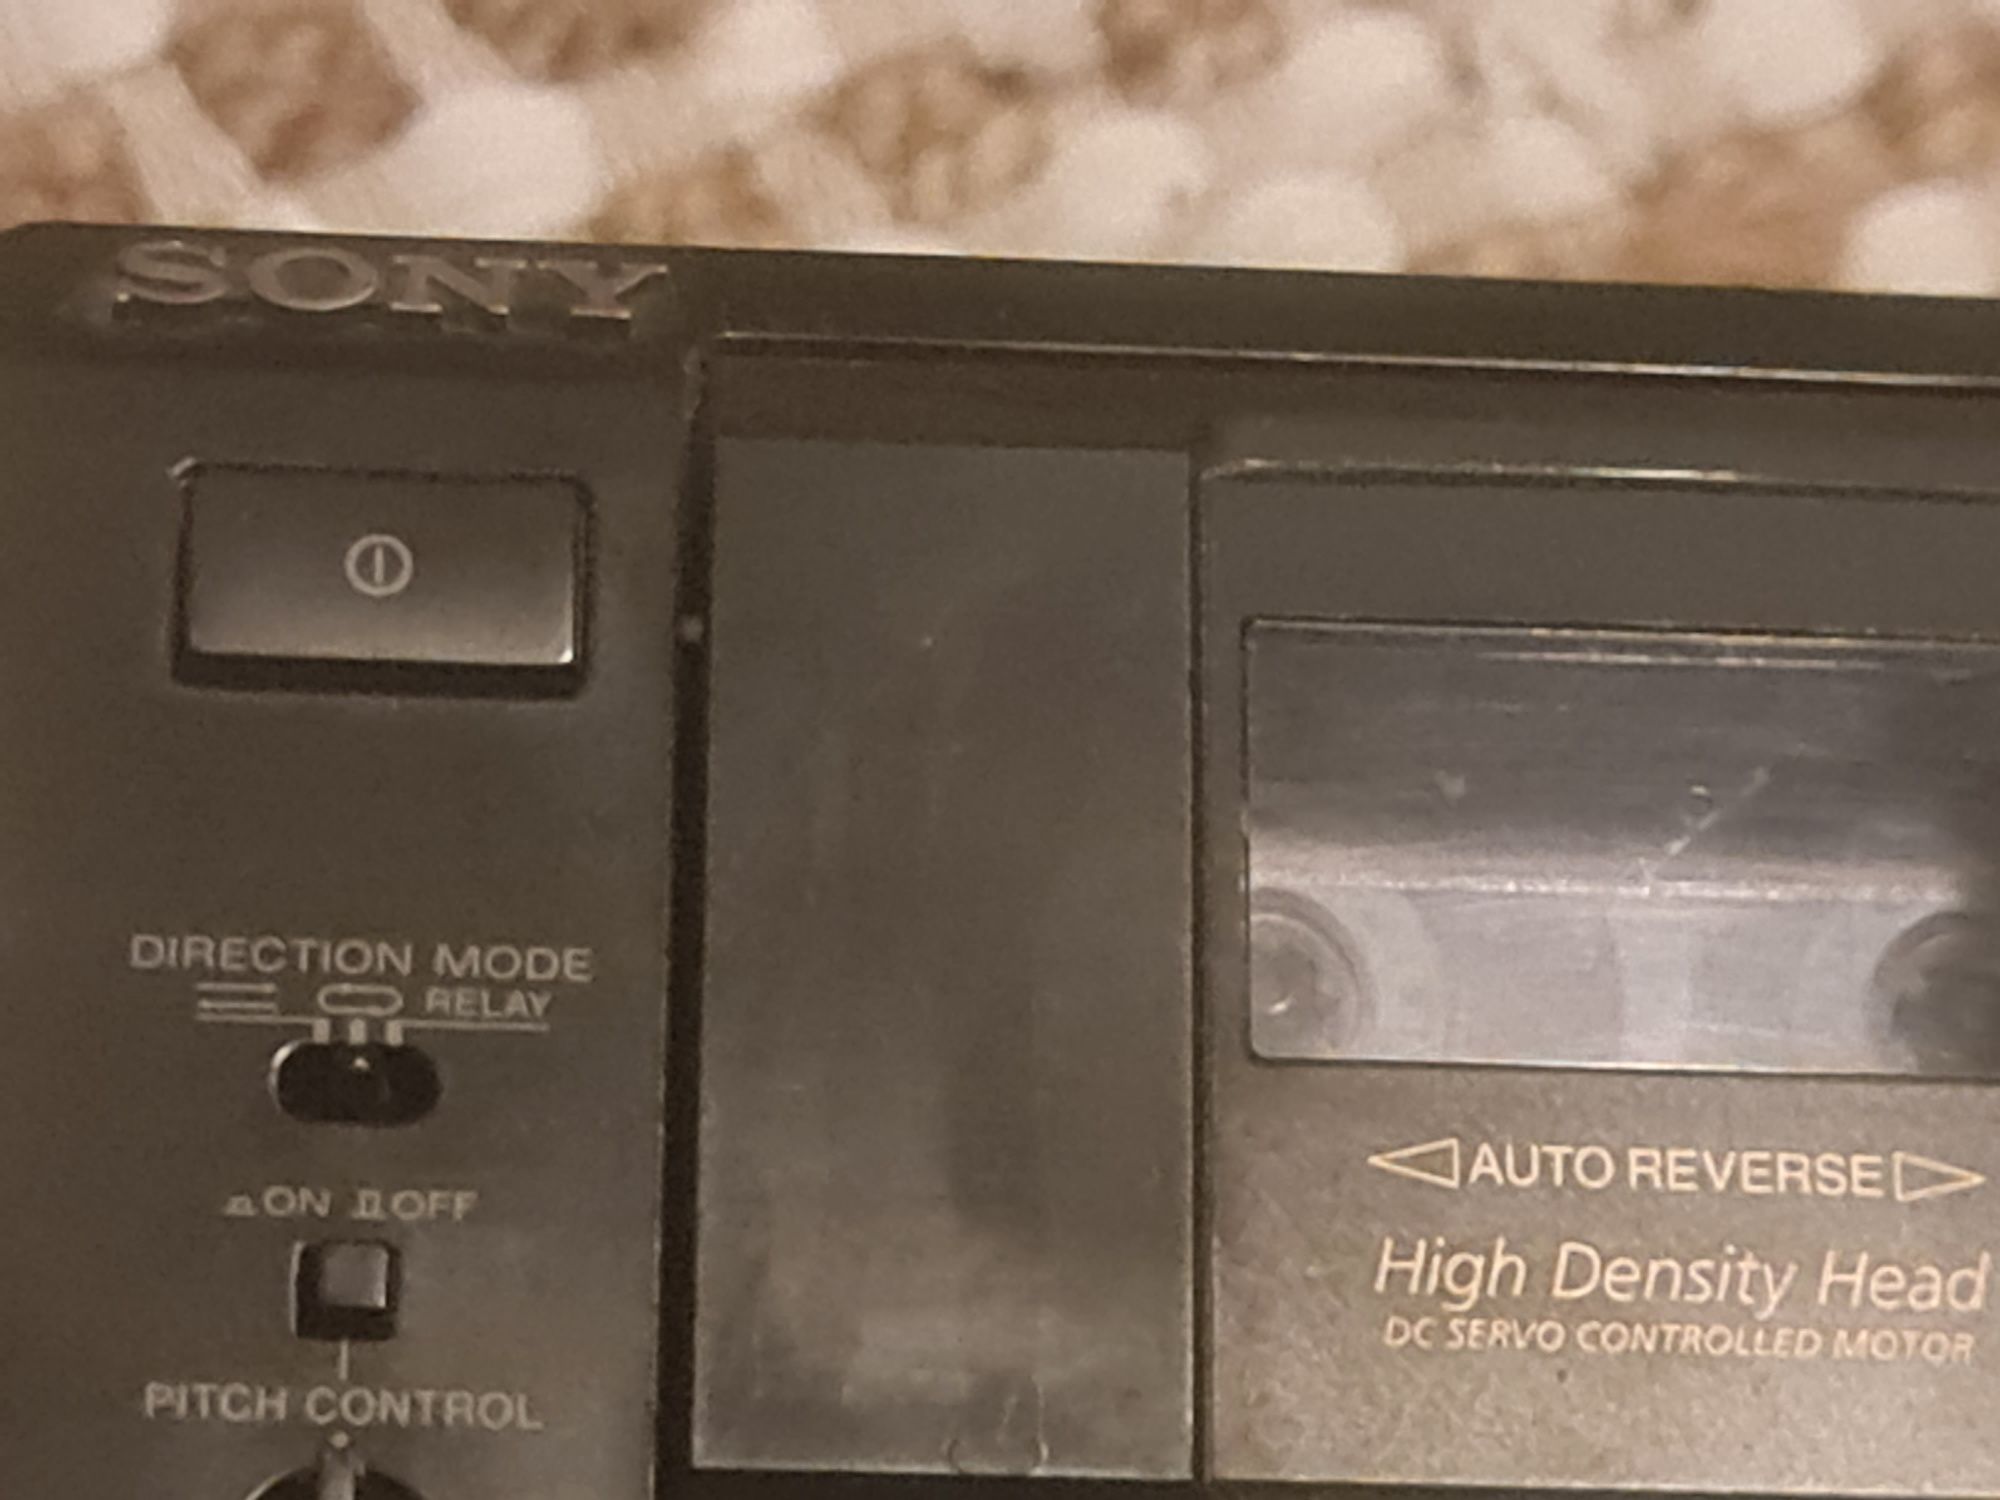 SONY
DIRECTION MODE
RELAY
ON OFF
PITCH CONTROL
AUTO REVERSE
High Density Head
DC SERVO CONTROLLED MOTOR